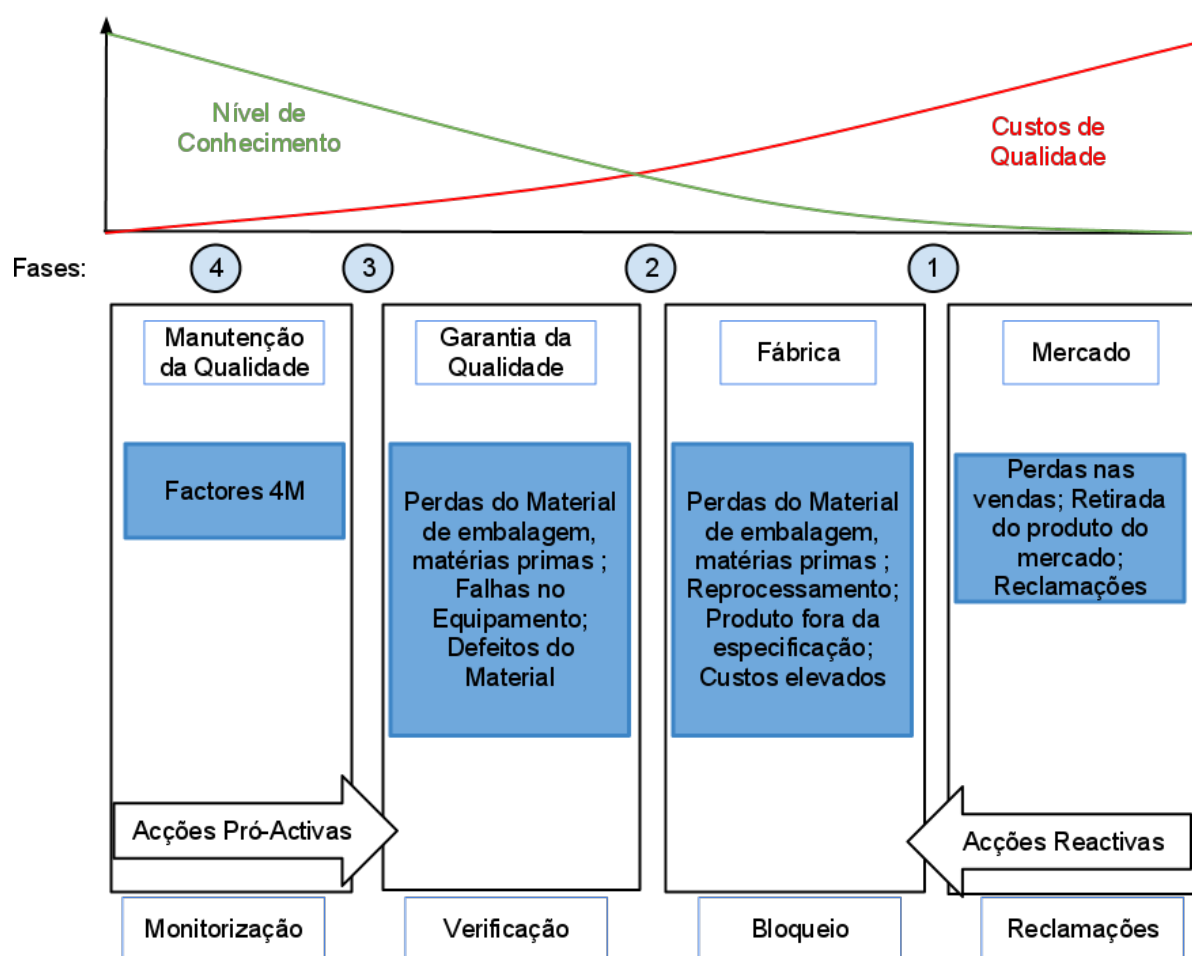 Nível de
Conhecimento
Custos de
Qualidade
Fases:
4
3
2
1
Manutenção
da Qualidade
Garantia da
Qualidade
Fábrica
Mercado
Factores 4M
Perdas do Material
de embalagem,
matérias primas ;
Falhas no
Equipamento;
Defeitos do
Material
Perdas do Material
de embalagem,
matérias primas ;
Reprocessamento;
Produto fora da
especificação;
Custos elevados
Perdas nas
vendas; Retirada
do produto do
mercado;
Reclamações
Acções Pró-Activas
Acções Reactivas
Monitorização
Verificação
Bloqueio
Reclamações